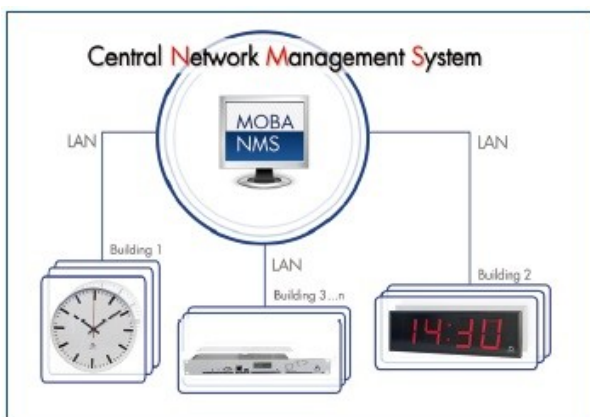 Central Network Management System
MOBA
NMS
LAN
LAN
Building 1
LAN
Building 2
Building 3...n
14:30